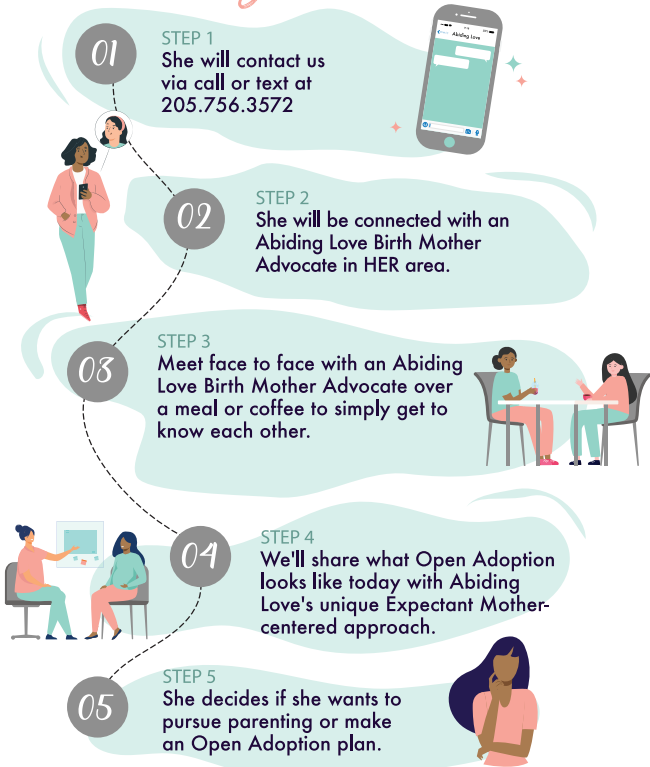 Abiding Love
01
STEP 1
She will contact us
via call or text at
205.756.3572
02
STEP 2
She will be connected with an
Abiding Love Birth Mother
Advocate in HER area.
03
STEP 3
Meet face to face with an Abiding
Love Birth Mother Advocate over
a meal or coffee to simply get to
know each other.
04
STEP 4
We'll share what Open Adoption
looks like today with Abiding
Love's unique Expectant Mother-
centered approach.
05
STEP 5
She decides if she wants to
pursue parenting or make
an Open Adoption plan.